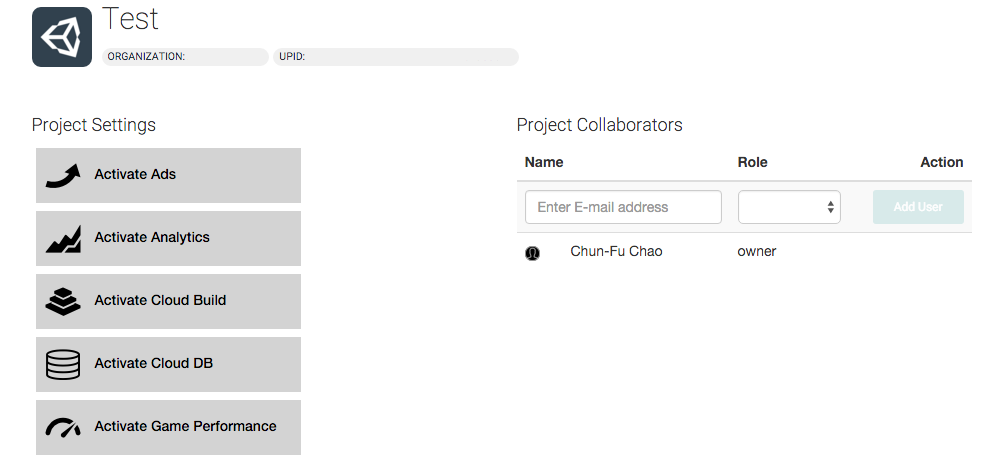 Test
ORGANIZATION: UPID:
Project Settings
Activate Ads
Activate Analytics
Activate Cloud Build
Activate Cloud DB
Activate Game Performance
Project Collaborators
Name Role Action
Enter E-mail address Add User
Chun-Fu Chao owner